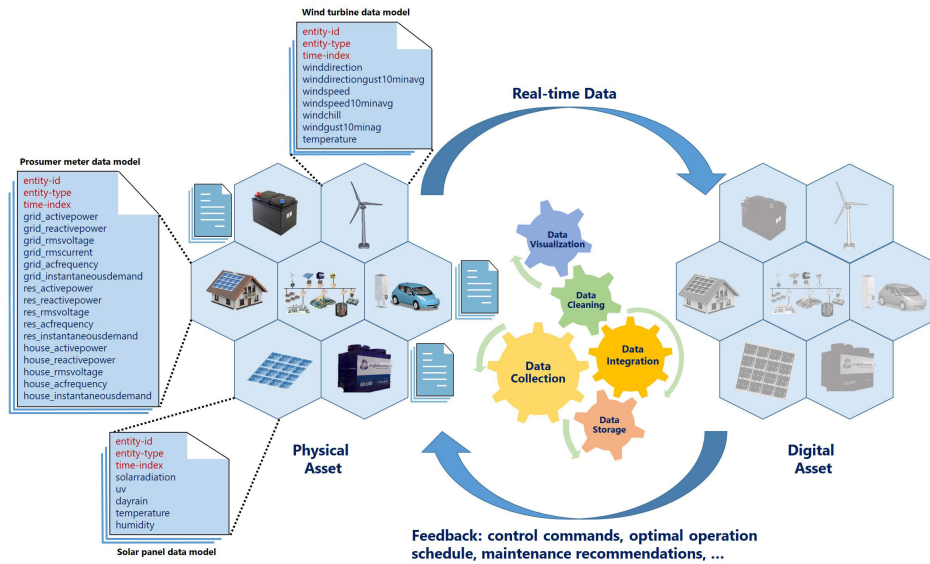 Wind turbine data model
entity-id
entity-type
time-index
winddirection
winddirectiongust10minavg
windspeed
windspeed10minavg
windchill
windgust10minag
temperature
Real-time Data
Prosumer meter data model
entity-id
entity-type
time-index
grid_activepower
grid_reactivepower
grid_rmsvoltage
grid_rmscurrent
grid_acfrequency
grid_instantaneousdemand
res_activepower
res_reactivepower
res_rmsvoltage
res_acfrequency
res_instantaneousdemand
house_activepower
house_reactivepower
house_rmsvoltage
house_acfrequency
house_instantaneousdemand
Data
Visualization
Data
Cleaning
Data
Integration
Data
Collection
Data
Storage
Physical
Asset
Digital
Asset
entity-id
entity-type
time-index
solarradiation
uv
dayrain
temperature
humidity
Solar panel data model
Feedback: control commands, optimal operation
schedule, maintenance recommendations, ...